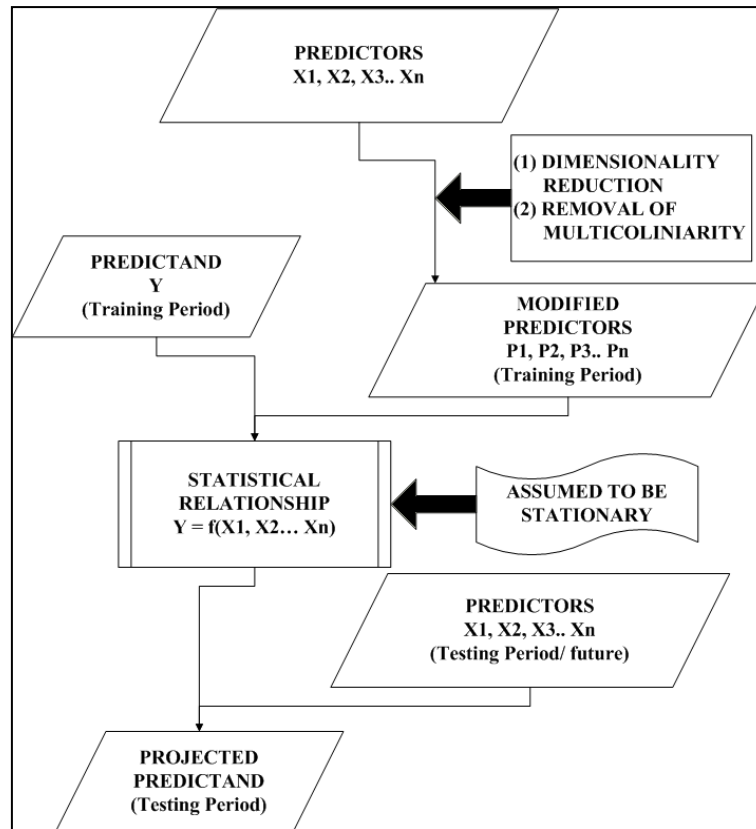 PREDICTORS
X1, X2, X3.. Xn
(1) DIMENSIONALITY
REDUCTION
(2) REMOVAL OF
MULTICOLINIARITY
PREDICTAND
Y
(Training Period)
MODIFIED
PREDICTORS
P1, P2, P3.. Pn
(Training Period)
STATISTICAL
RELATIONSHIP
Y = f(X1, X2... Xn)
ASSUMED TO BE
STATIONARY
PREDICTORS
X1, X2, X3.. Xn
(Testing Period/ future)
PROJECTED
PREDICTAND
(Testing Period)